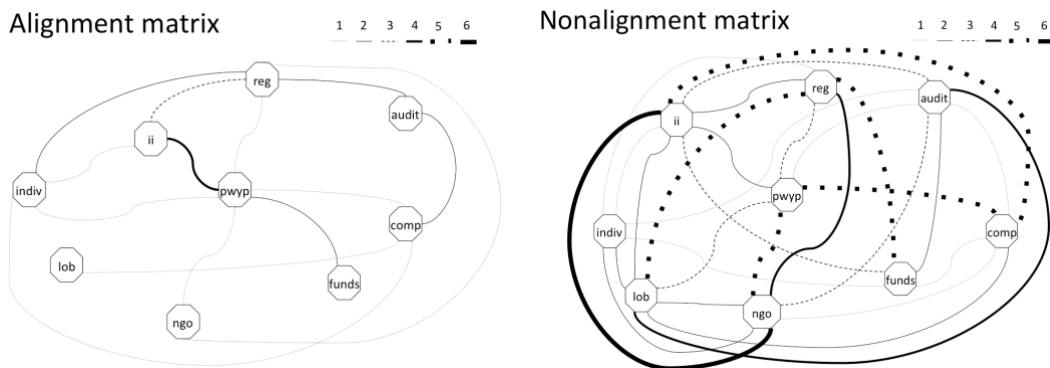 Alignment matrix
1 2 3 4 5 6
reg
audit
ii
indiv
pwyp
comp
lob
funds
ngo
Nonalignment matrix
1 2 3 4 5 6
reg
audit
ii
pwyp
indiv
comp
funds
lob
ngo